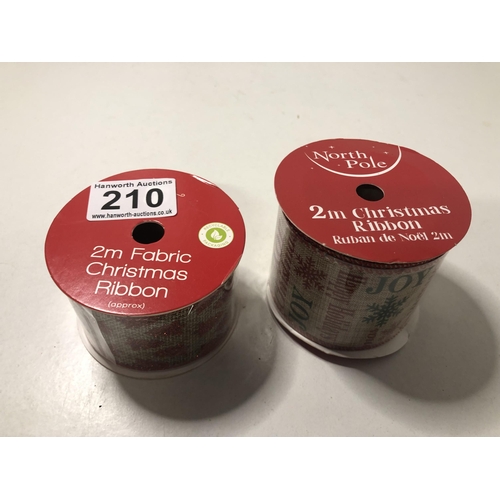 Hanworth Auctions
210
www.hanworth-auctions.co.uk
2m Fabric
Christmas
Ribbon
(approx)
North
Pole
2m Christmas
Ribbon
Ruban de Noël 2m
JOY
JOY